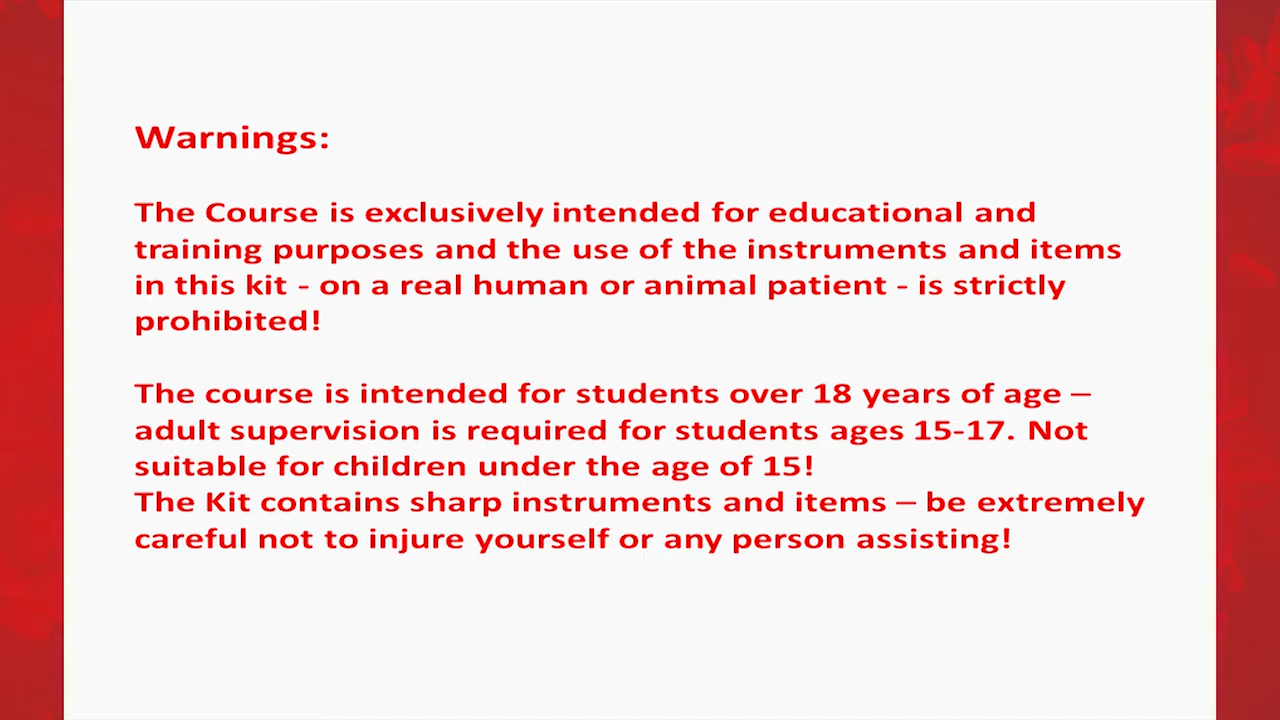 Warnings:
The Course is exclusively intended for educational and
training purposes and the use of the instruments and items
in this kit - on a real human or animal patient - is strictly
prohibited!
The course is intended for students over 18 years of age –
adult supervision is required for students ages 15-17. Not
suitable for children under the age of 15!
The Kit contains sharp instruments and items – be extremely
careful not to injure yourself or any person assisting!